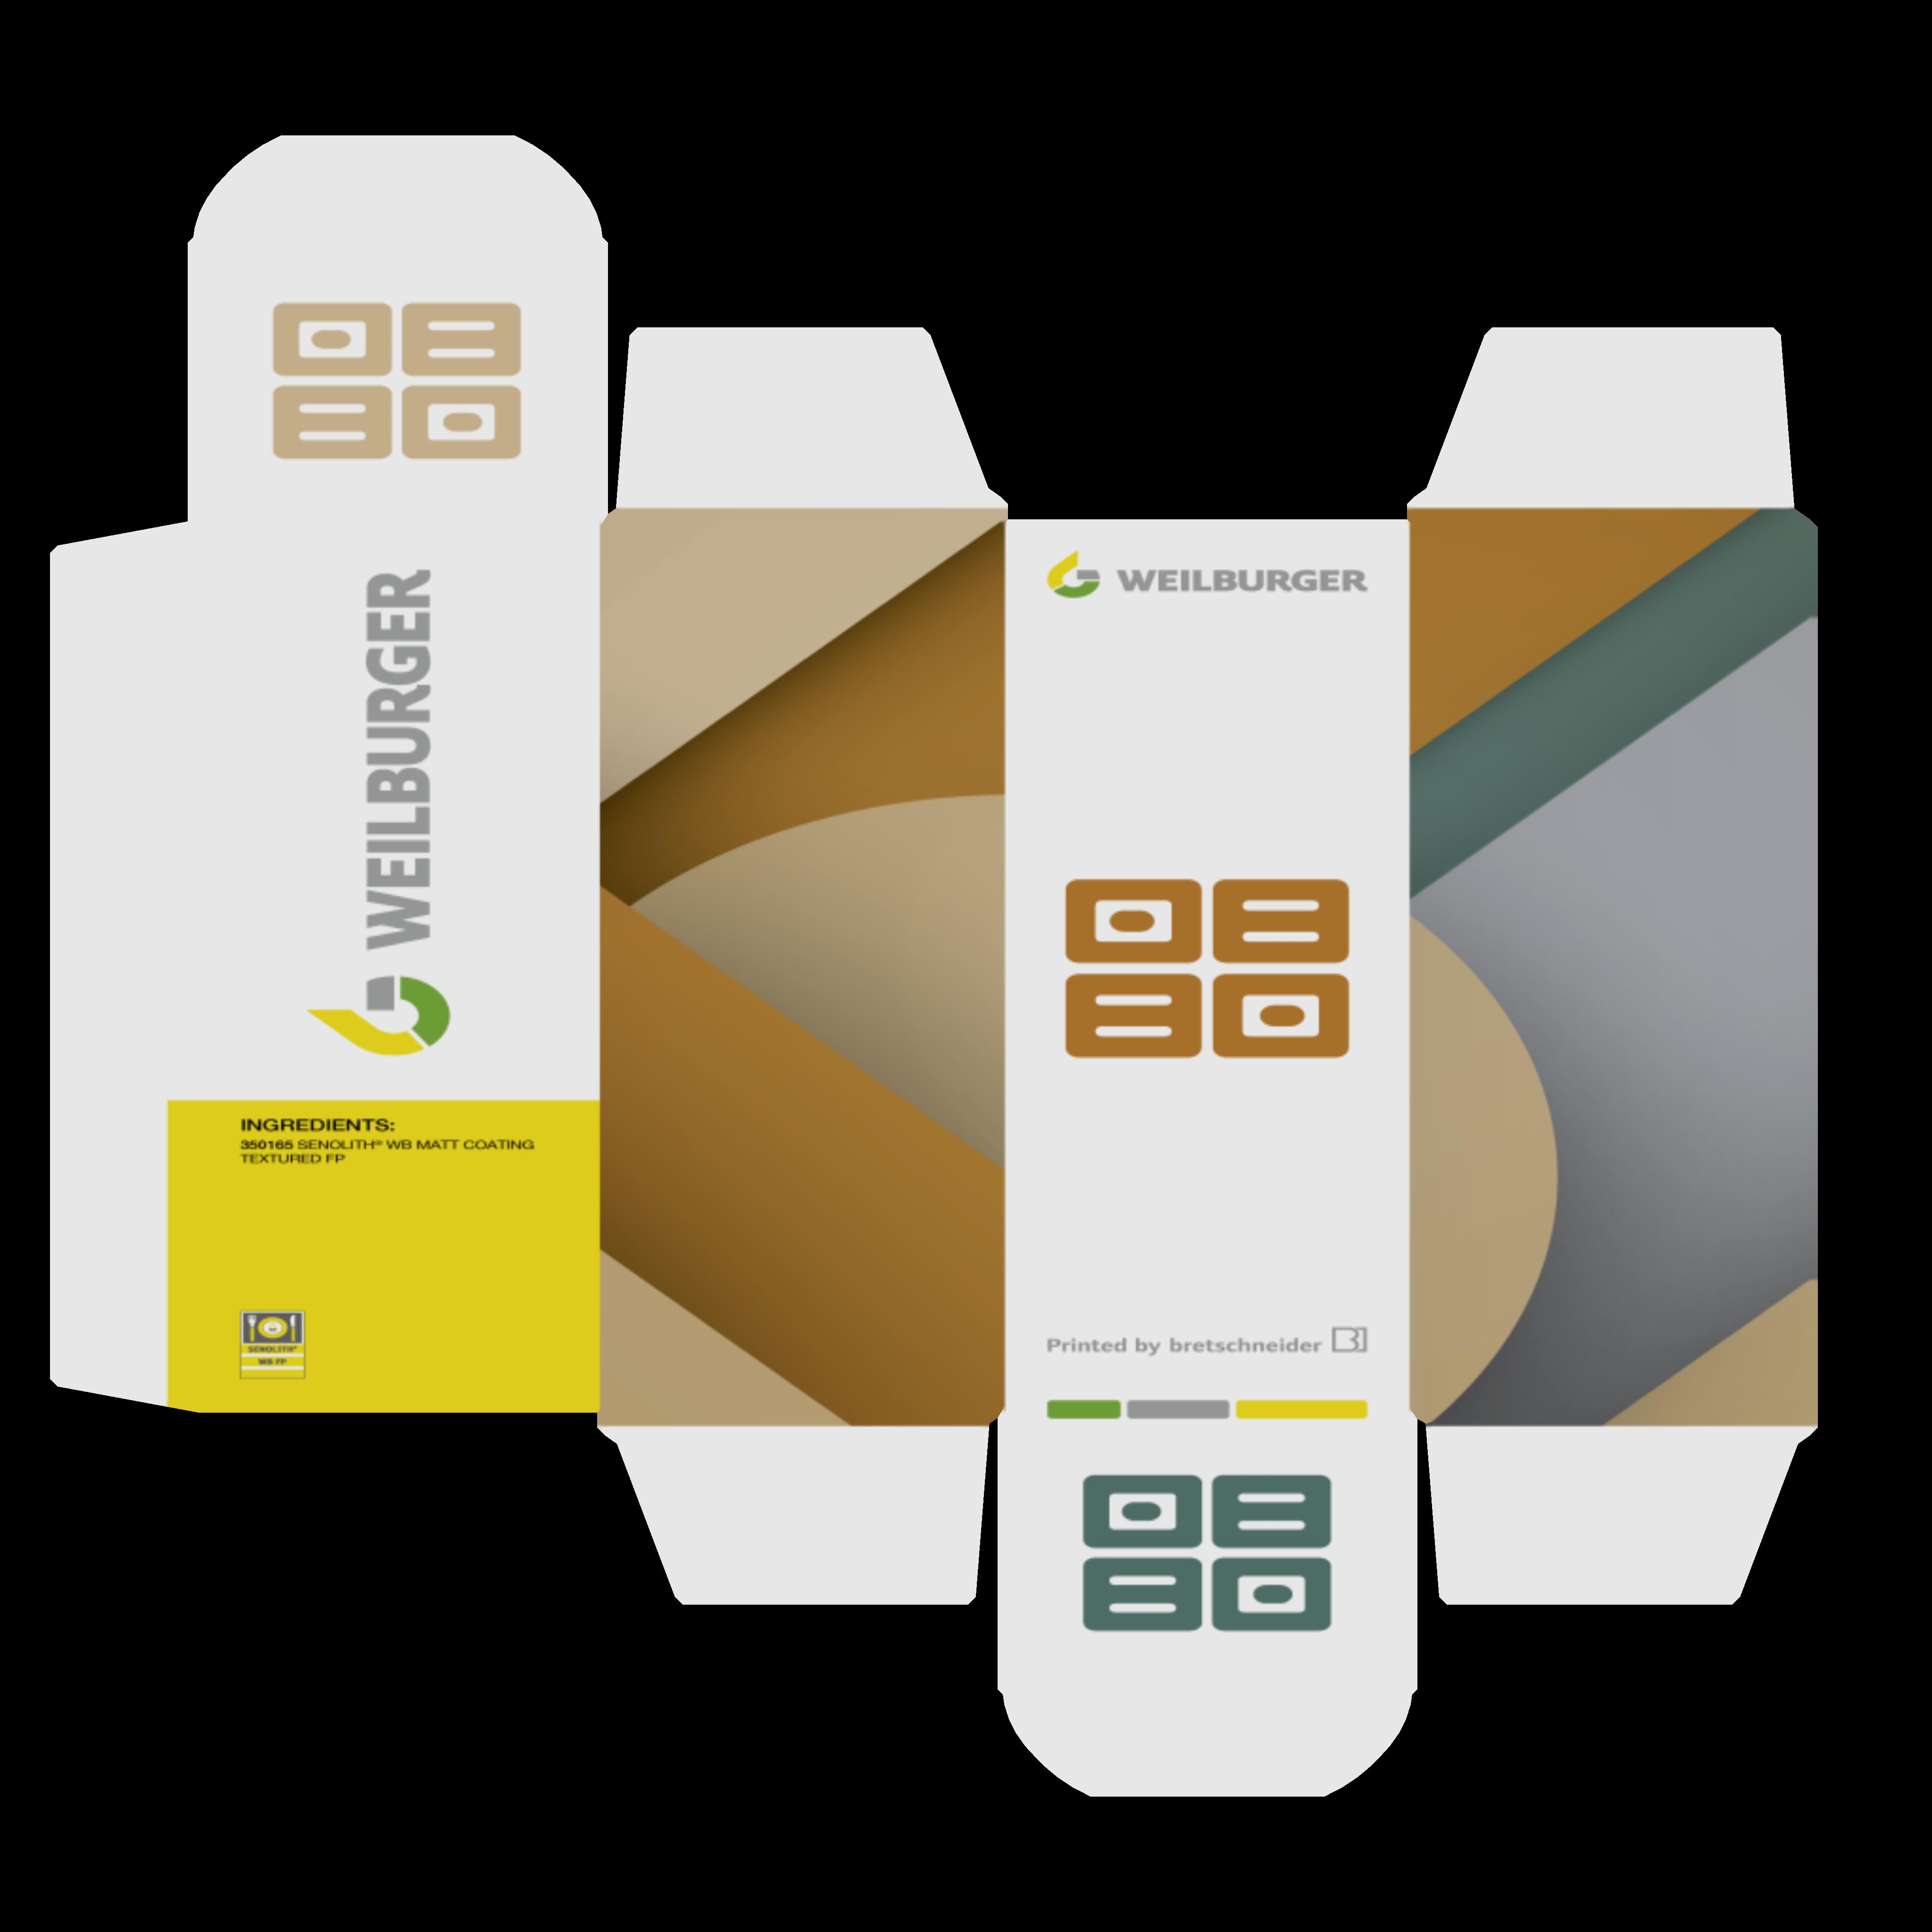 WEILBURGER
INGREDIENTS:
350165 SENOLITH® WB MATT COATING
TEXTURED FP
SENOLITH®
WB FP
WEILBURGER
Printed by bretschneider